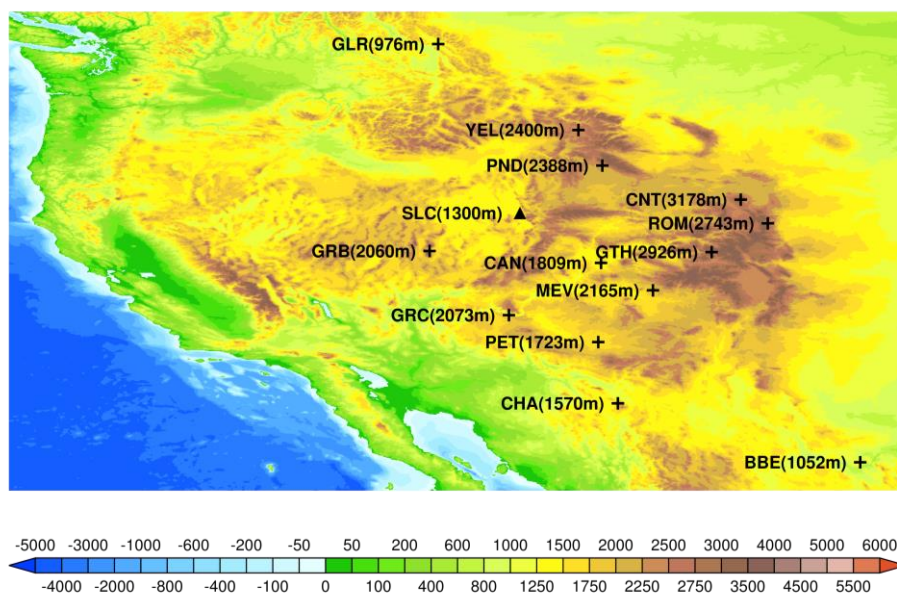 GLR(976m)
YEL(2400m)
PND(2388m)
CNT(3178m)
SLC(1300m)
ROM(2743m)
GRB(2060m)
GTH(2926m)
CAN(1809m)
MEV(2165m)
GRC(2073m)
PET(1723m)
CHA(1570m)
BBE(1052m)
-5000 -3000 -1000 -600 -200 -50 50 200 600 1000 1500 2000 2500 3000 4000 5000 6000
-4000 -2000 -800 -400 -100 0 100 400 800 1250 1750 2250 2750 3500 4500 5500